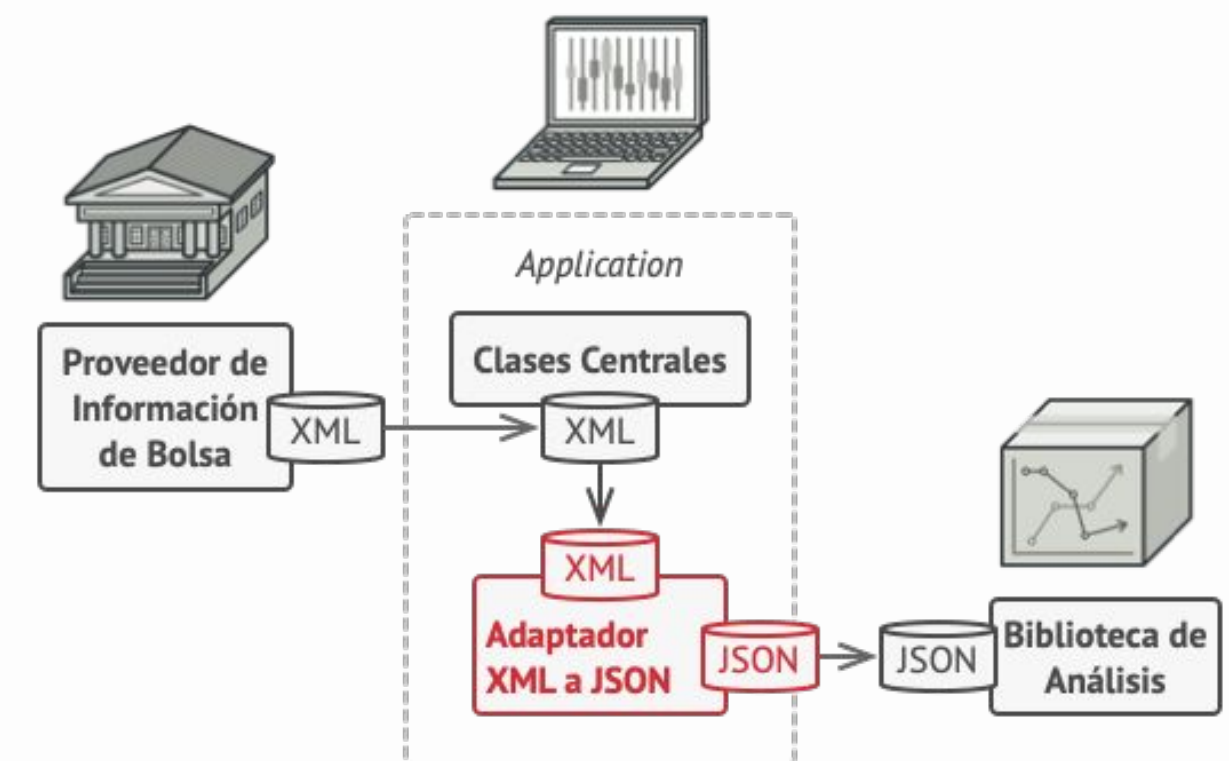 Application
Proveedor de
Información
de Bolsa
XML
Clases Centrales
XML
XML
Adaptador
XML a JSON
JSON
JSON
Biblioteca de
Análisis